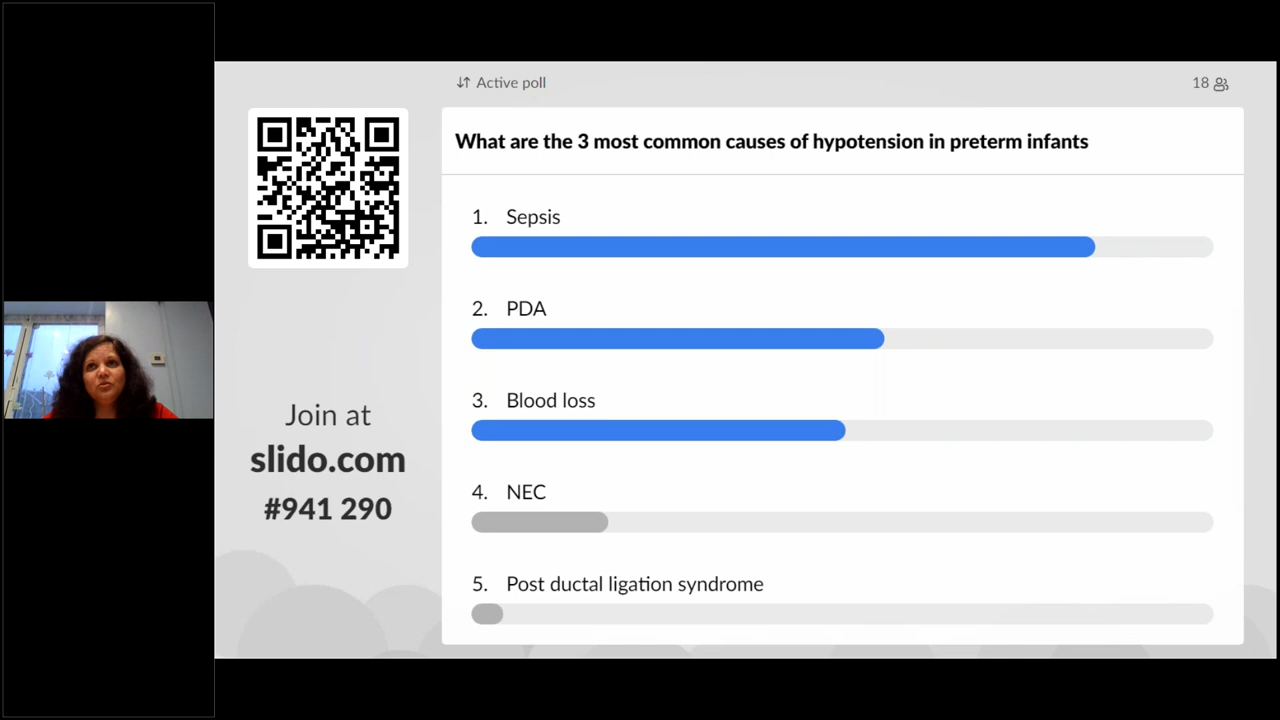 Active poll
18
What are the 3 most common causes of hypotension in preterm infants
1. Sepsis
2. PDA
3. Blood loss
4. NEC
5. Post ductal ligation syndrome
Join at
slido.com
#941 290